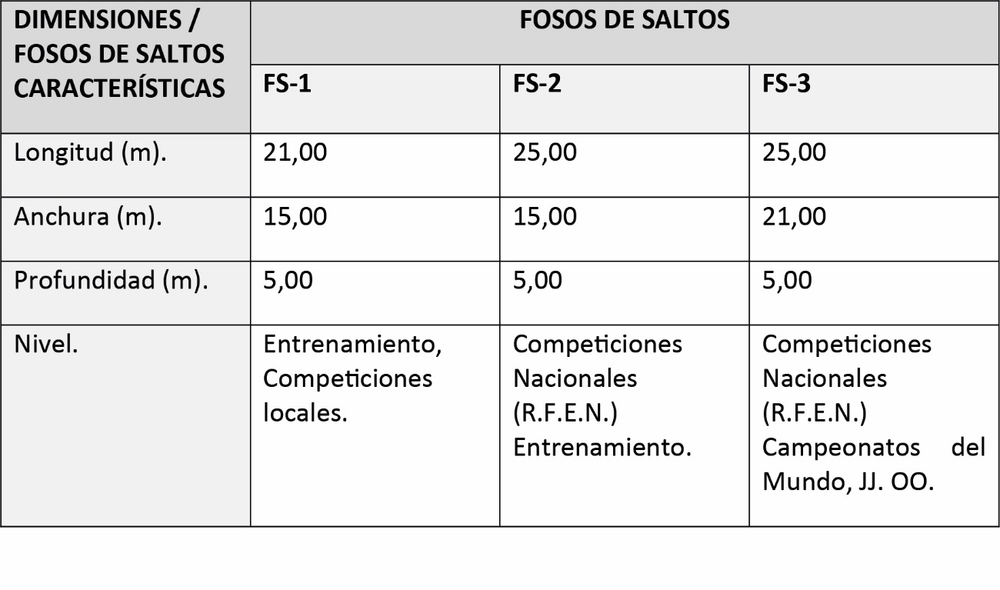 DIMENSIONES /
FOSOS DE SALTOS
CARACTERÍSTICAS
FOSOS DE SALTOS
FS-1
FS-2
FS-3
Longitud (m).
21,00
25,00
25,00
Anchura (m).
15,00
15,00
21,00
Profundidad (m).
5,00
5,00
5,00
Nivel.
Entrenamiento,
Competiciones
locales.
Competiciones
Nacionales
(R.F.E.N.)
Entrenamiento.
Competiciones
Nacionales
(R.F.E.N.)
Campeonatos del
Mundo, JJ. OO.